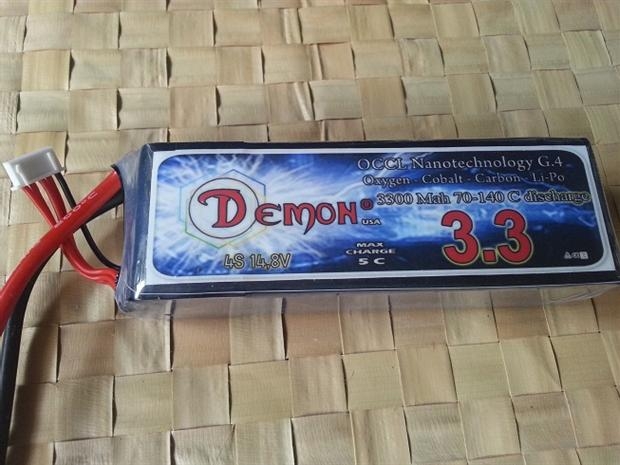 OCCL Nanotechnology G.4
Oxygen - Cobalt - Carbon - Li-Po
3300 Mah 70-140 C discharge
DEMON®
USA
3.3
MAX
CHARGE
5 C
4S 14,8V